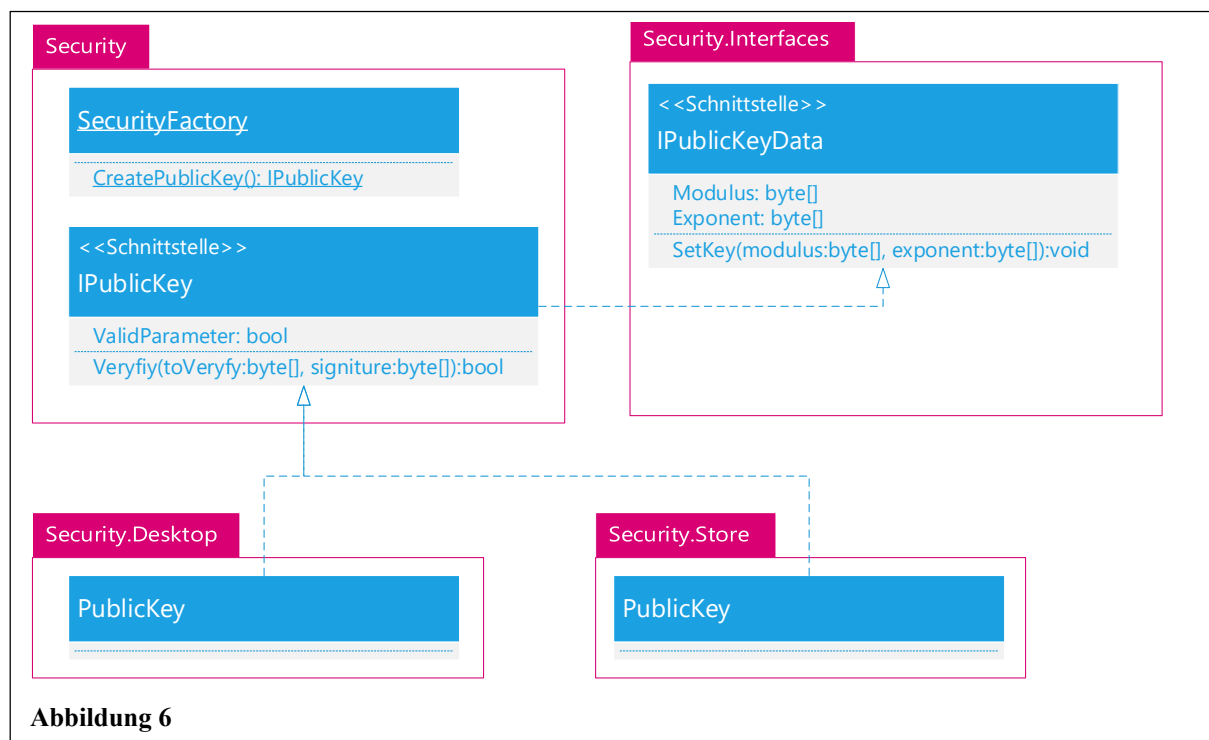 Security
SecurityFactory
CreatePublicKey(): IPublicKey
<<Schnittstelle>>
IPublicKey
ValidParameter: bool
Veryfiy(toVeryfy:byte[], signiture:byte[]):bool
Security.Interfaces
<<Schnittstelle>>
IPublicKeyData
Modulus: byte[]
Exponent: byte[]
SetKey(modulus:byte[], exponent:byte[]):void
Security.Desktop
PublicKey
Security.Store
PublicKey
Abbildung 6